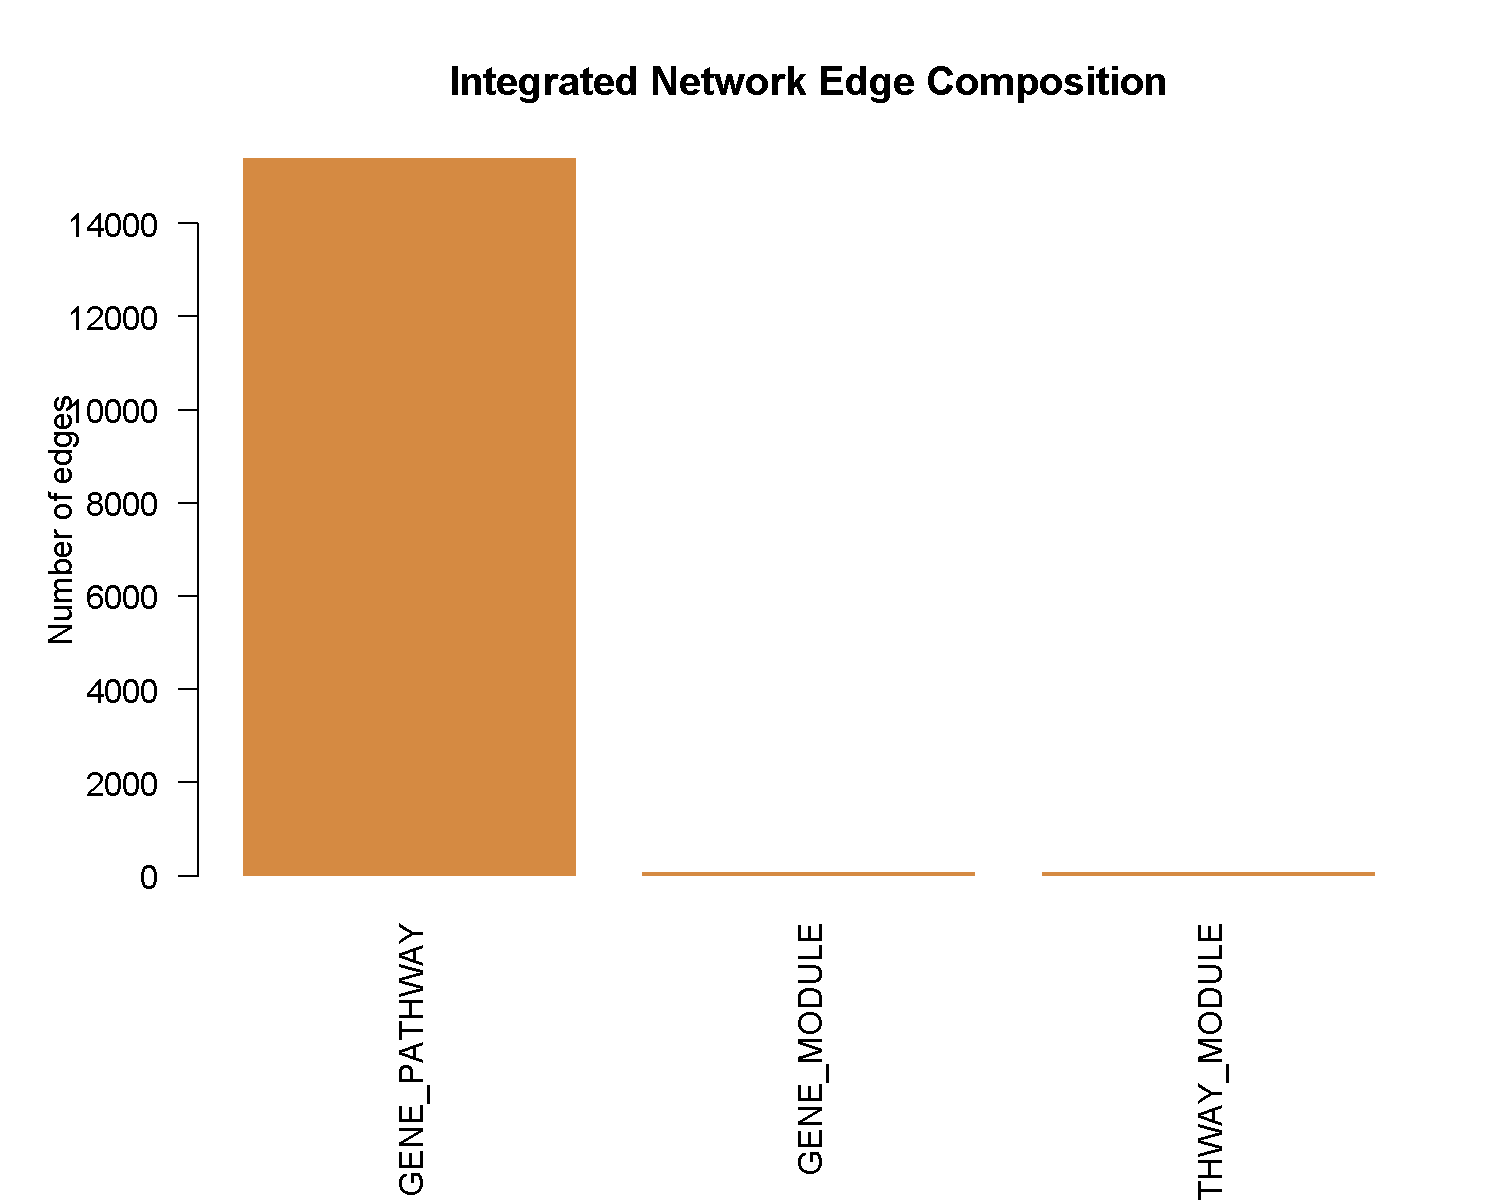 Integrated Network Edge Composition
Number of edges
14000
12000
10000
8000
6000
4000
2000
0
GENE_PATHWAY
GENE_MODULE
THWAY_MODULE